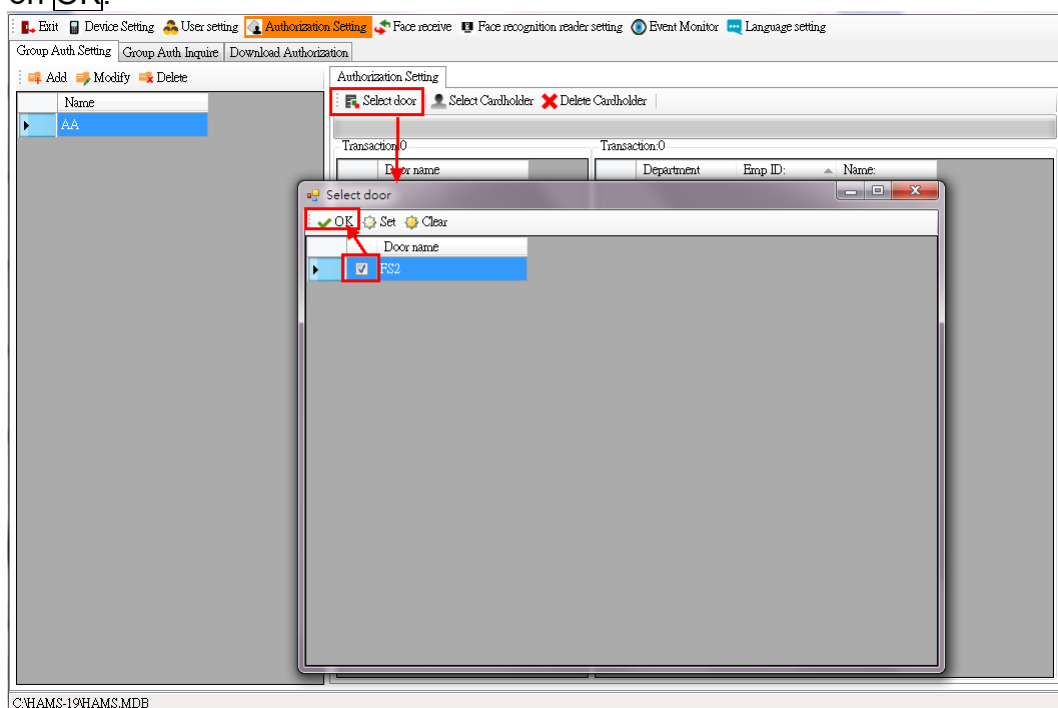 on OK.
Exit Device Setting User setting Authorization Setting Face receive Face recognition reader setting Event Monitor Language setting
Group Auth Setting Group Auth Inquire Download Authorization
Add Modify Delete
Authorization Setting
Name
Select door Select Cardholder Delete Cardholder
AA
Transaction:0 Transaction:0
Door name Department Emp ID: Name:
Select door
OK Set Clear
Door name
FS2
C:\HAMS-19\HAMS.MDB